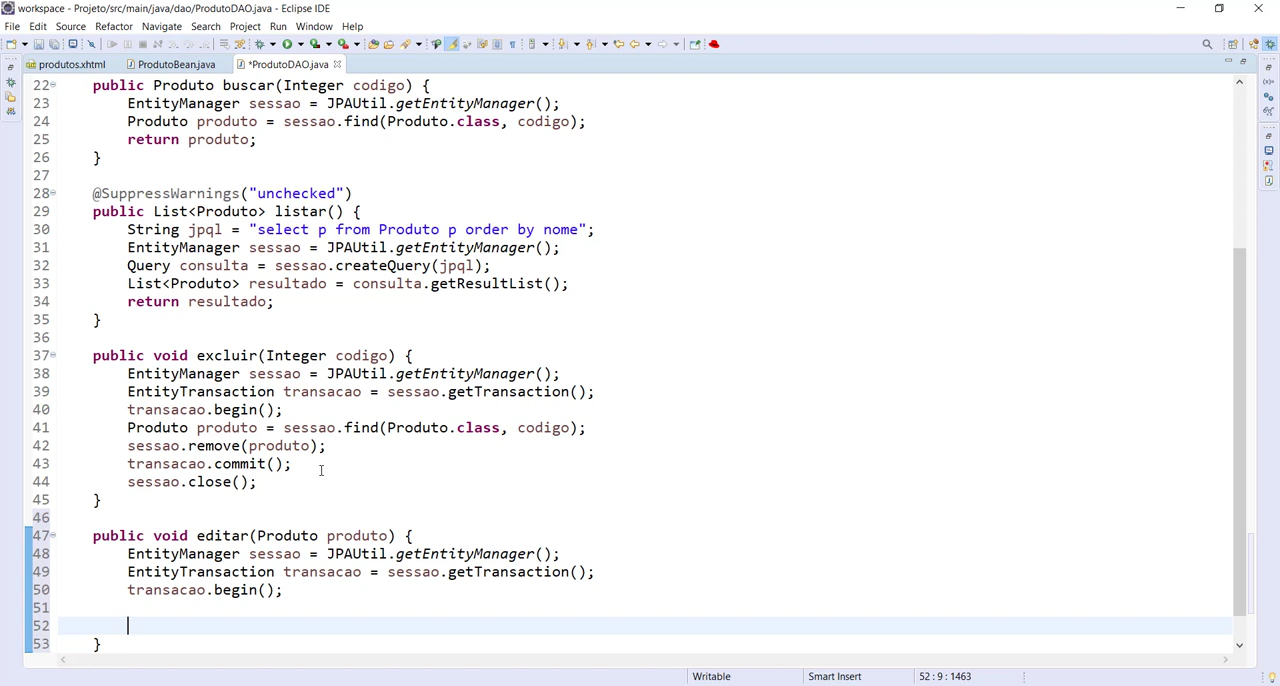 workspace - Projeto/src/main/java/dao/ProdutoDAO.java - Eclipse IDE
File Edit Source Refactor Navigate Search Project Run Window Help
produtos.xhtml ProdutoBean.java *ProdutoDAO.java
22 public Produto buscar(Integer codigo) {
23 EntityManager sessao = JPAUtil.getEntityManager();
24 Produto produto = sessao.find(Produto.class, codigo);
25 return produto;
26 }
27
28 @SuppressWarnings("unchecked")
29 public List<Produto> listar() {
30 String jpql = "select p from Produto p order by nome";
31 EntityManager sessao = JPAUtil.getEntityManager();
32 Query consulta = sessao.createQuery(jpql);
33 List<Produto> resultado = consulta.getResultList();
34 return resultado;
35 }
36
37 public void excluir(Integer codigo) {
38 EntityManager sessao = JPAUtil.getEntityManager();
39 EntityTransaction transacao = sessao.getTransaction();
40 transacao.begin();
41 Produto produto = sessao.find(Produto.class, codigo);
42 sessao.remove(produto);
43 transacao.commit();
44 sessao.close();
45 }
46
47 public void editar(Produto produto) {
48 EntityManager sessao = JPAUtil.getEntityManager();
49 EntityTransaction transacao = sessao.getTransaction();
50 transacao.begin();
51
52
53 }
Writable Smart Insert 52 : 9 : 1463